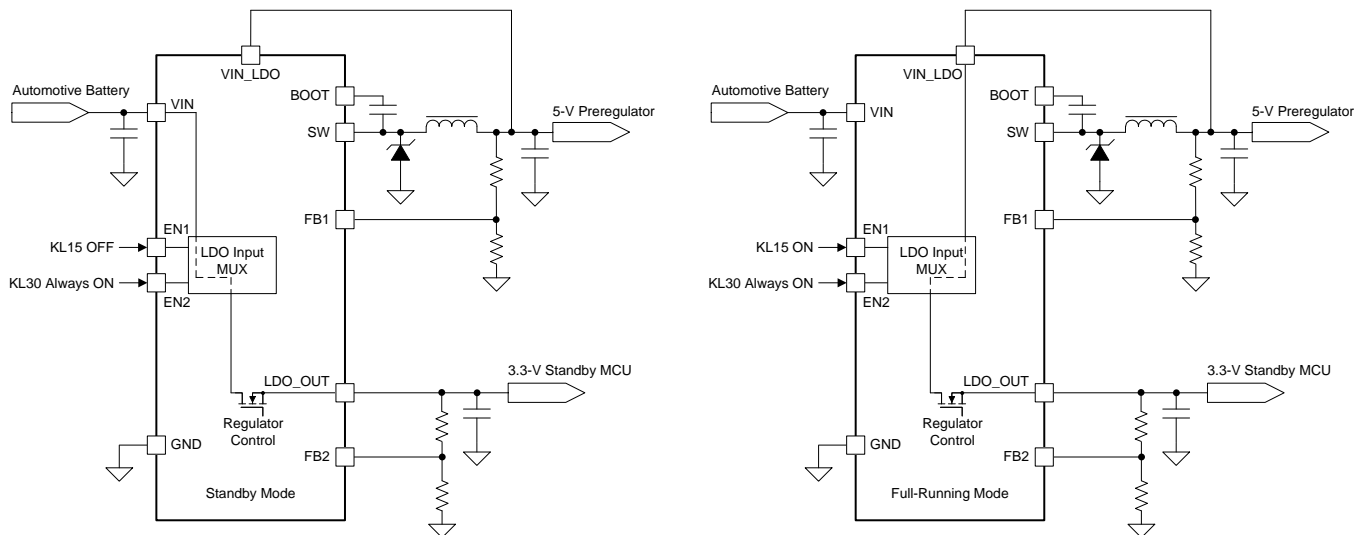 VIN_LDO
Automotive Battery
VIN
BOOT
SW
5-V Preregulator
FB1
EN1
KL15 OFF
LDO Input
MUX
KL30 Always ON
EN2
LDO_OUT
3.3-V Standby MCU
Regulator
Control
GND
FB2
Standby Mode
VIN_LDO
Automotive Battery
VIN
BOOT
SW
5-V Preregulator
FB1
EN1
KL15 ON
LDO Input
MUX
KL30 Always ON
EN2
LDO_OUT
3.3-V Standby MCU
Regulator
Control
GND
FB2
Full-Running Mode